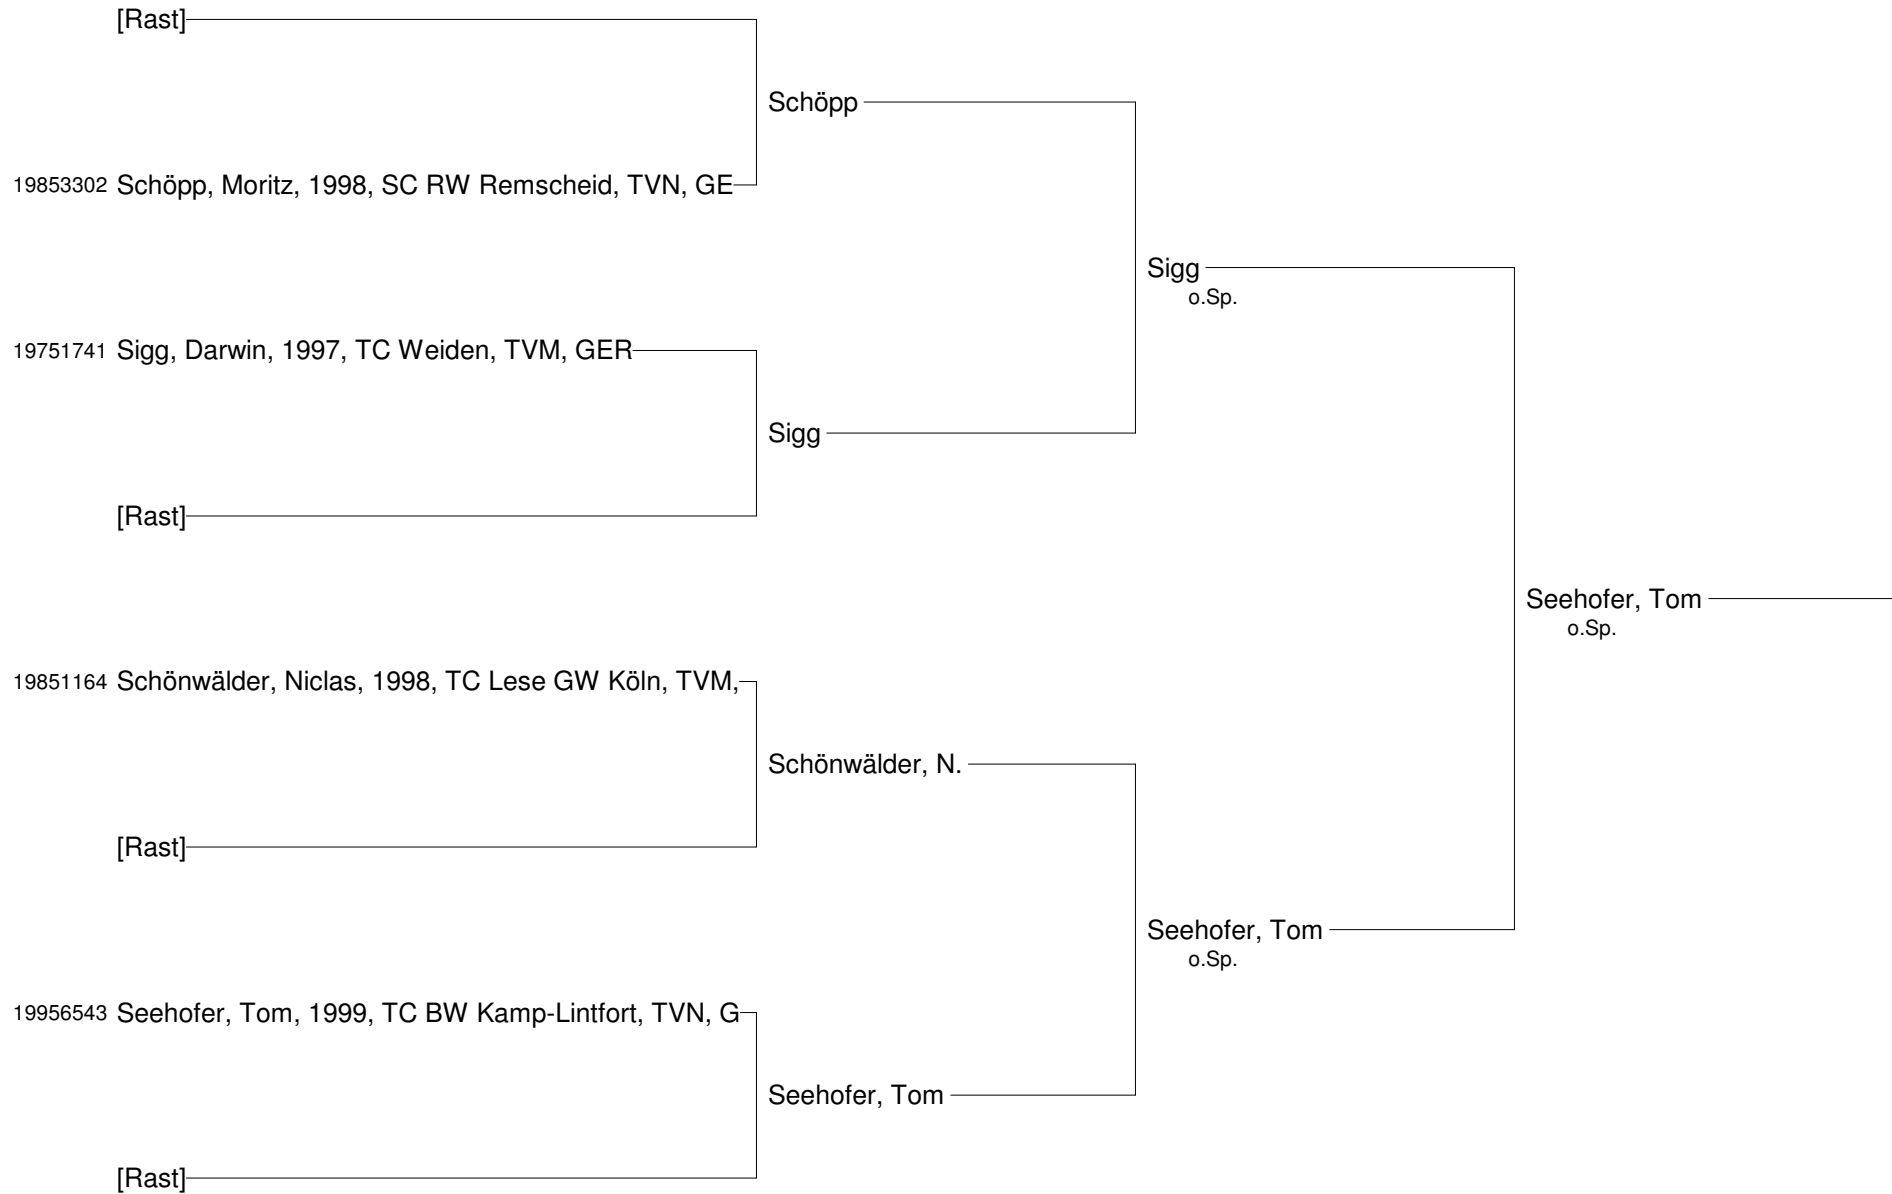 [Rast]
Schöpp
19853302 Schöpp, Moritz, 1998, SC RW Remscheid, TVN, GE
Sigg
o.Sp.
19751741 Sigg, Darwin, 1997, TC Weiden, TVM, GER
Sigg
[Rast]
Seehofer, Tom
o.Sp.
19851164 Schönwälder, Niclas, 1998, TC Lese GW Köln, TVM,
Schönwälder, N.
[Rast]
Seehofer, Tom
o.Sp.
19956543 Seehofer, Tom, 1999, TC BW Kamp-Lintfort, TVN, G
Seehofer, Tom
[Rast]